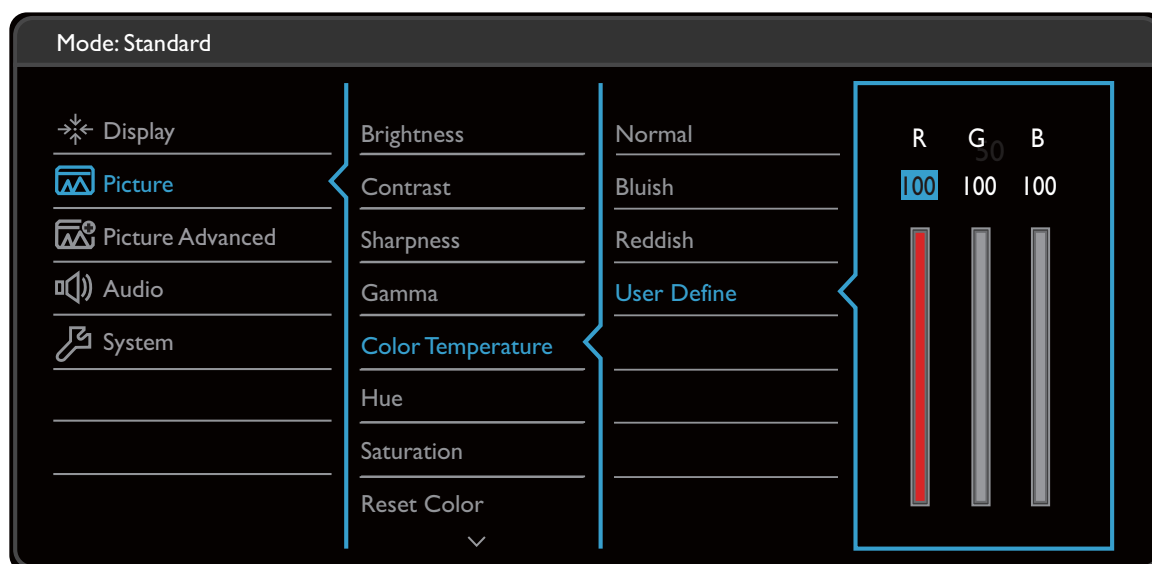 Mode: Standard
Display
Picture
Picture Advanced
Audio
System
Brightness
Contrast
Sharpness
Gamma
Color Temperature
Hue
Saturation
Reset Color
Normal
Bluish
Reddish
User Define
R G B
50
100 100 100